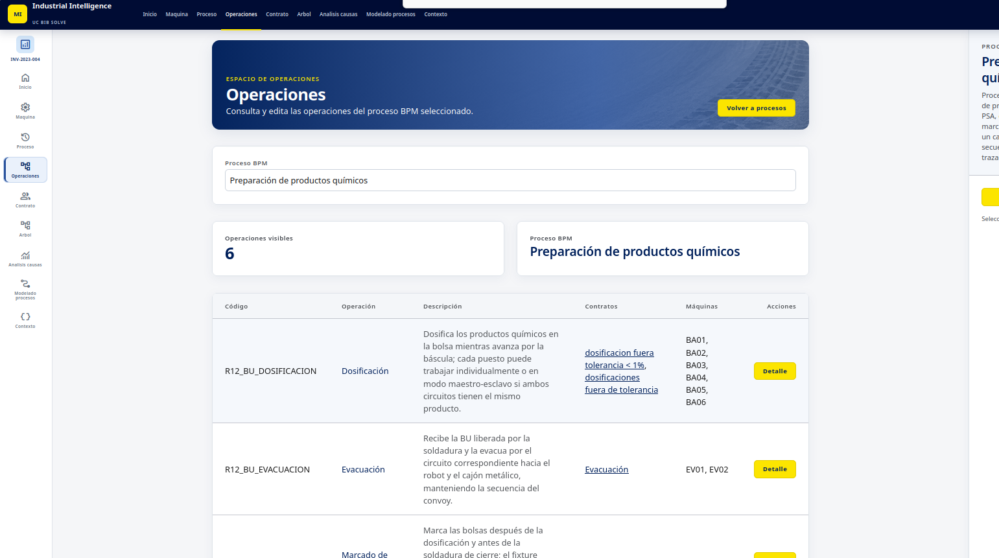 MI
Industrial Intelligence
UC BIB SOLVE
Inicio Maquina Proceso Operaciones Contrato Arbol Analisis causas Modelado procesos Contexto
INV-2023-004
Inicio
Maquina
Proceso
Operaciones
Contrato
Arbol
Analisis causas
Modelado
procesos
Contexto
ESPACIO DE OPERACIONES
Operaciones
Consulta y edita las operaciones del proceso BPM seleccionado.
Volver a procesos
Proceso BPM
Preparación de productos químicos
Operaciones visibles
6
Proceso BPM
Preparación de productos químicos
Código Operación Descripción Contratos Máquinas Acciones
R12_BU_DOSIFICACION
Dosificación
Dosifica los productos químicos en
la bolsa mientras avanza por la
báscula; cada puesto puede
trabajar individualmente o en
modo maestro-esclavo si ambos
circuitos tienen el mismo
producto.
dosificacion fuera
tolerancia < 1%,
dosificaciones
fuera de tolerancia
BA01,
BA02,
BA03,
BA04,
BA05,
BA06
Detalle
R12_BU_EVACUACION
Evacuación
Recibe la BU liberada por la
soldadura y la evacua por el
circuito correspondiente hacia el
robot y el cajón metálico,
manteniendo la secuencia del
convoy.
Evacuación
EV01, EV02
Detalle
Marcado de
Marca las bolsas después de la
dosificación y antes de la
soldadura de cierre; el fixture
PROC
Pre
quí
Proce
de pr
PSA,
marc
un ca
secue
traza
Selecc